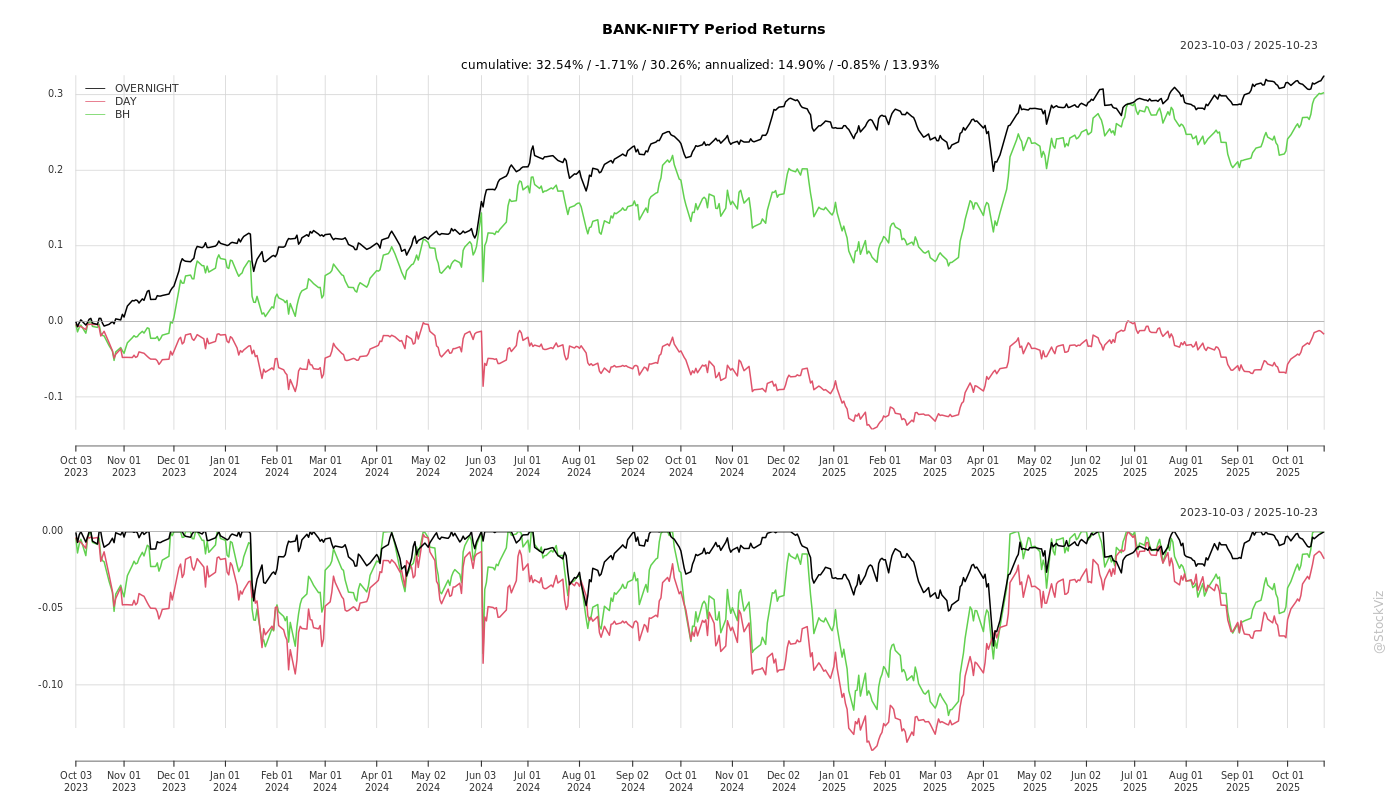 BANK-NIFTY Period Returns
2023-10-03 / 2025-10-23
cumulative: 32.54% / -1.71% / 30.26%; annualized: 14.90% / -0.85% / 13.93%
OVERNIGHT
DAY
BH
0.3
0.2
0.1
0.0
-0.1
Oct 03 Nov 01 Dec 01 Jan 01 Feb 01 Mar 01 Apr 01 May 02 Jun 03 Jul 01 Aug 01 Sep 02 Oct 01 Nov 01 Dec 02 Jan 01 Feb 01 Mar 03 Apr 01 May 02 Jun 02 Jul 01 Aug 01 Sep 01 Oct 01
2023 2023 2023 2024 2024 2024 2024 2024 2024 2024 2024 2024 2024 2024 2024 2025 2025 2025 2025 2025 2025 2025 2025 2025 2025
2023-10-03 / 2025-10-23
0.00
-0.05
-0.10
@StockViz
Oct 03 Nov 01 Dec 01 Jan 01 Feb 01 Mar 01 Apr 01 May 02 Jun 03 Jul 01 Aug 01 Sep 02 Oct 01 Nov 01 Dec 02 Jan 01 Feb 01 Mar 03 Apr 01 May 02 Jun 02 Jul 01 Aug 01 Sep 01 Oct 01
2023 2023 2023 2024 2024 2024 2024 2024 2024 2024 2024 2024 2024 2024 2024 2025 2025 2025 2025 2025 2025 2025 2025 2025 2025